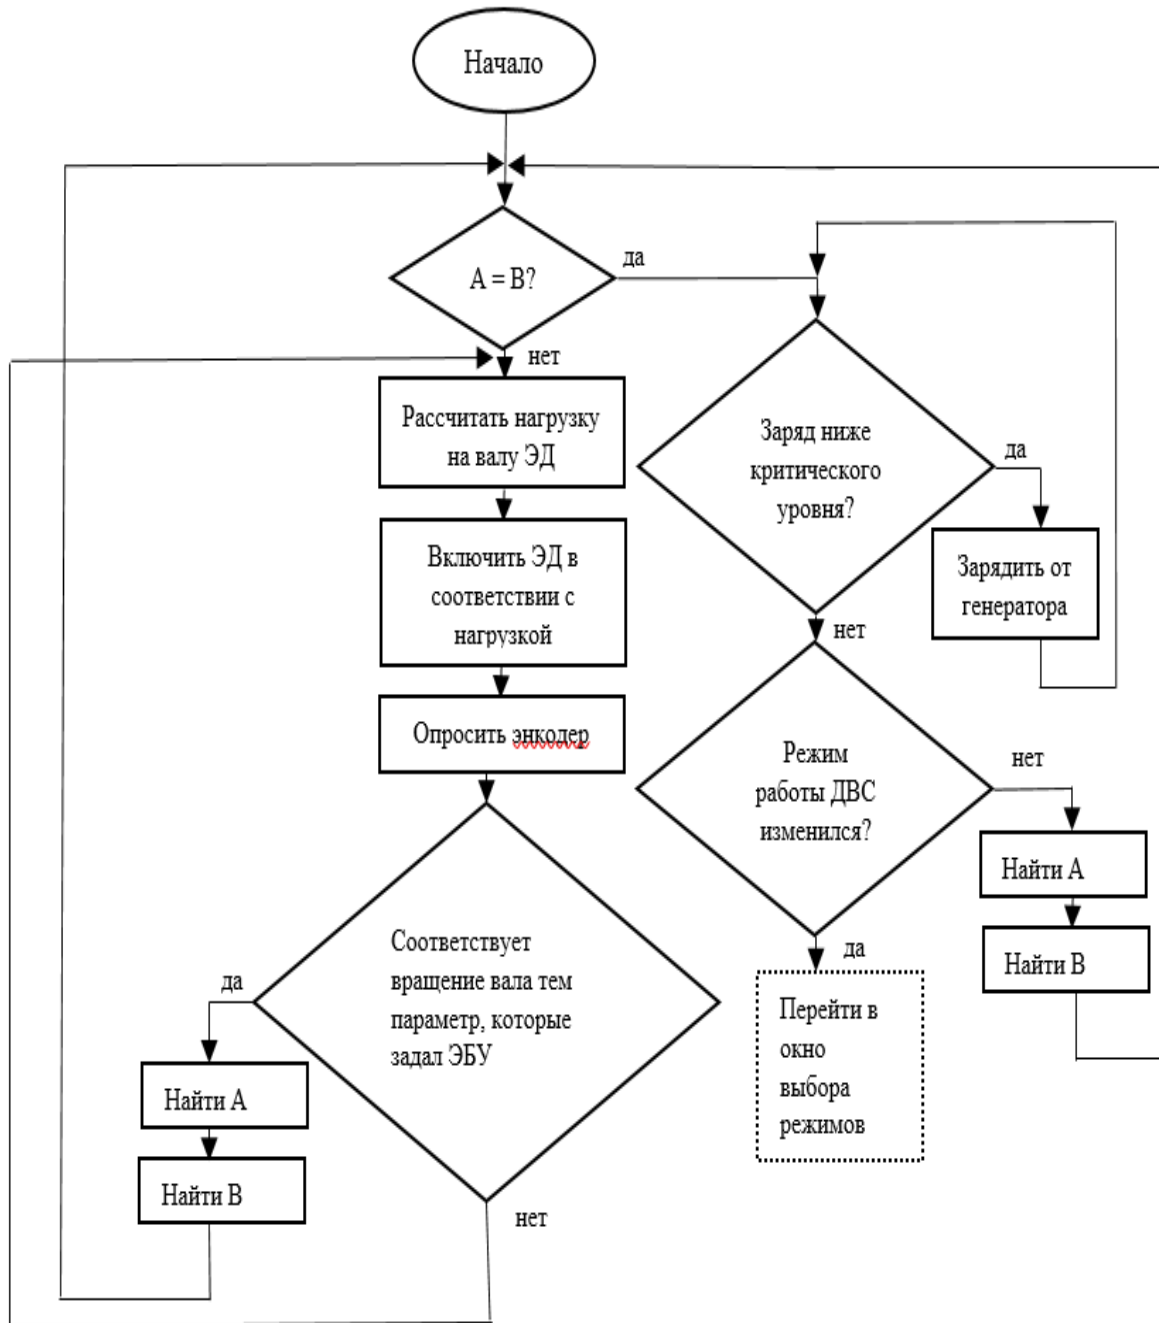 Начало
А = В?
да
нет
Рассчитать нагрузку
на валу ЭД
Включить ЭД в
соответствии с
нагрузкой
Опросить энкодер
Соответствует
вращение вала тем
параметр, которые
задал ЭБУ
да
Найти А
Найти В
нет
Заряд ниже
критического
уровня?
да
Зарядить от
генератора
нет
Режим
работы ДВС
изменился?
нет
Найти А
Найти В
да
Перейти в
окно
выбора
режимов